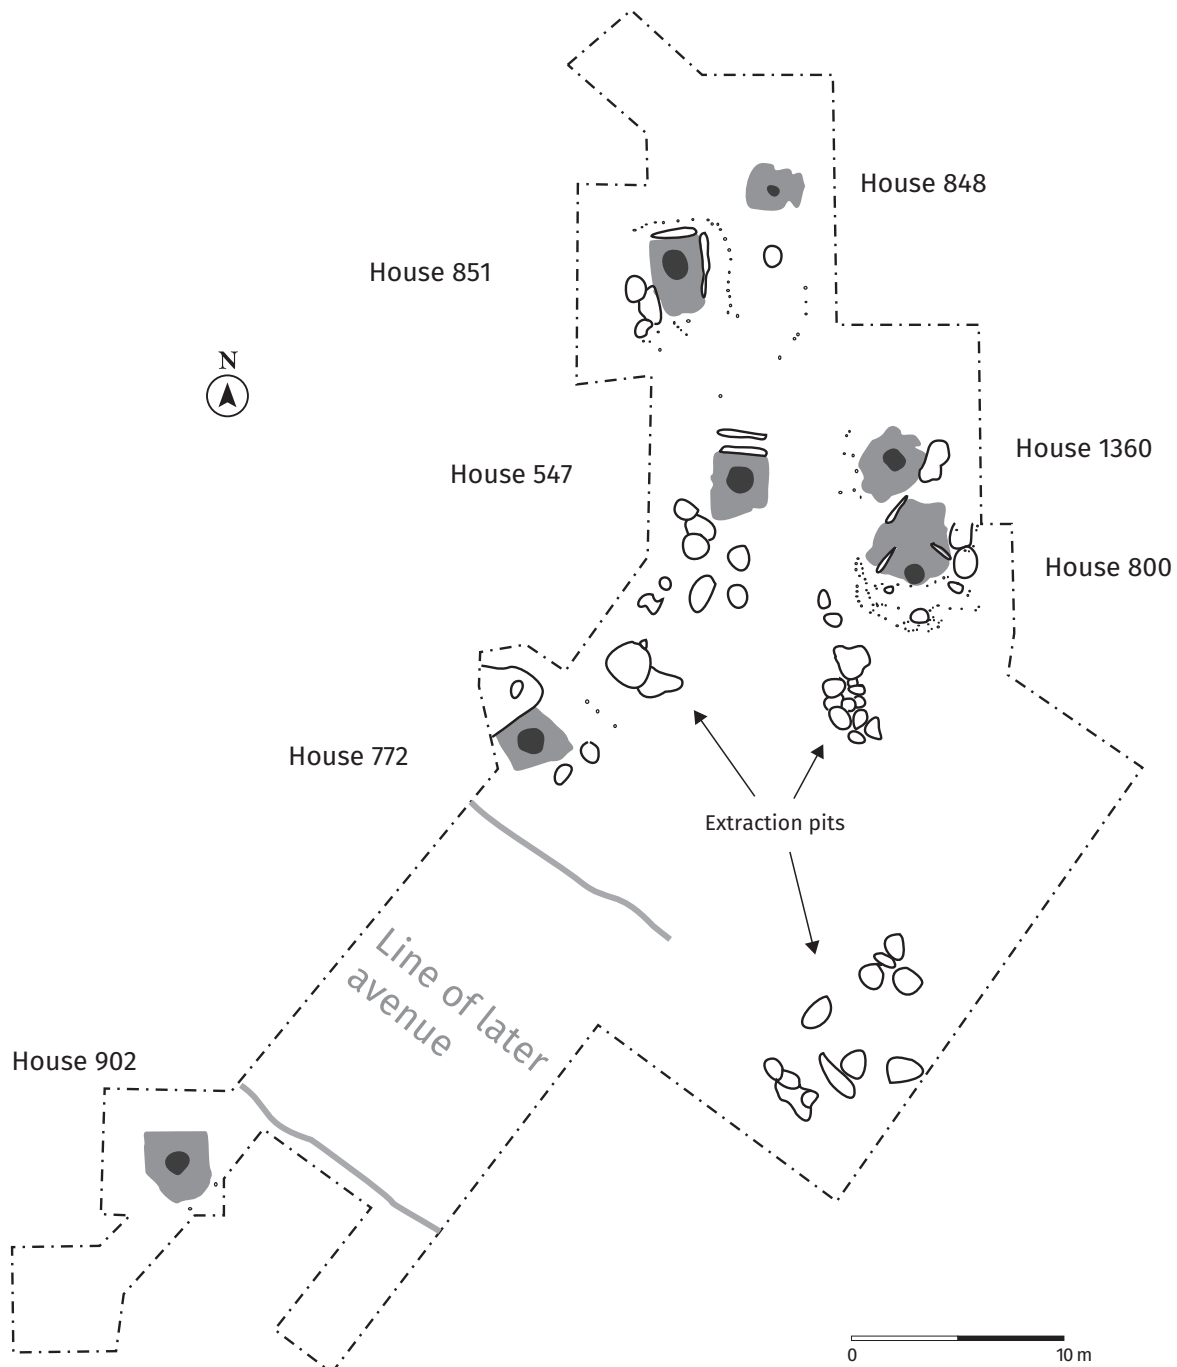 House 848
House 851
N
House 1360
House 547
House 800
House 772
Extraction pits
Line of later
avenue
House 902
0
10 m